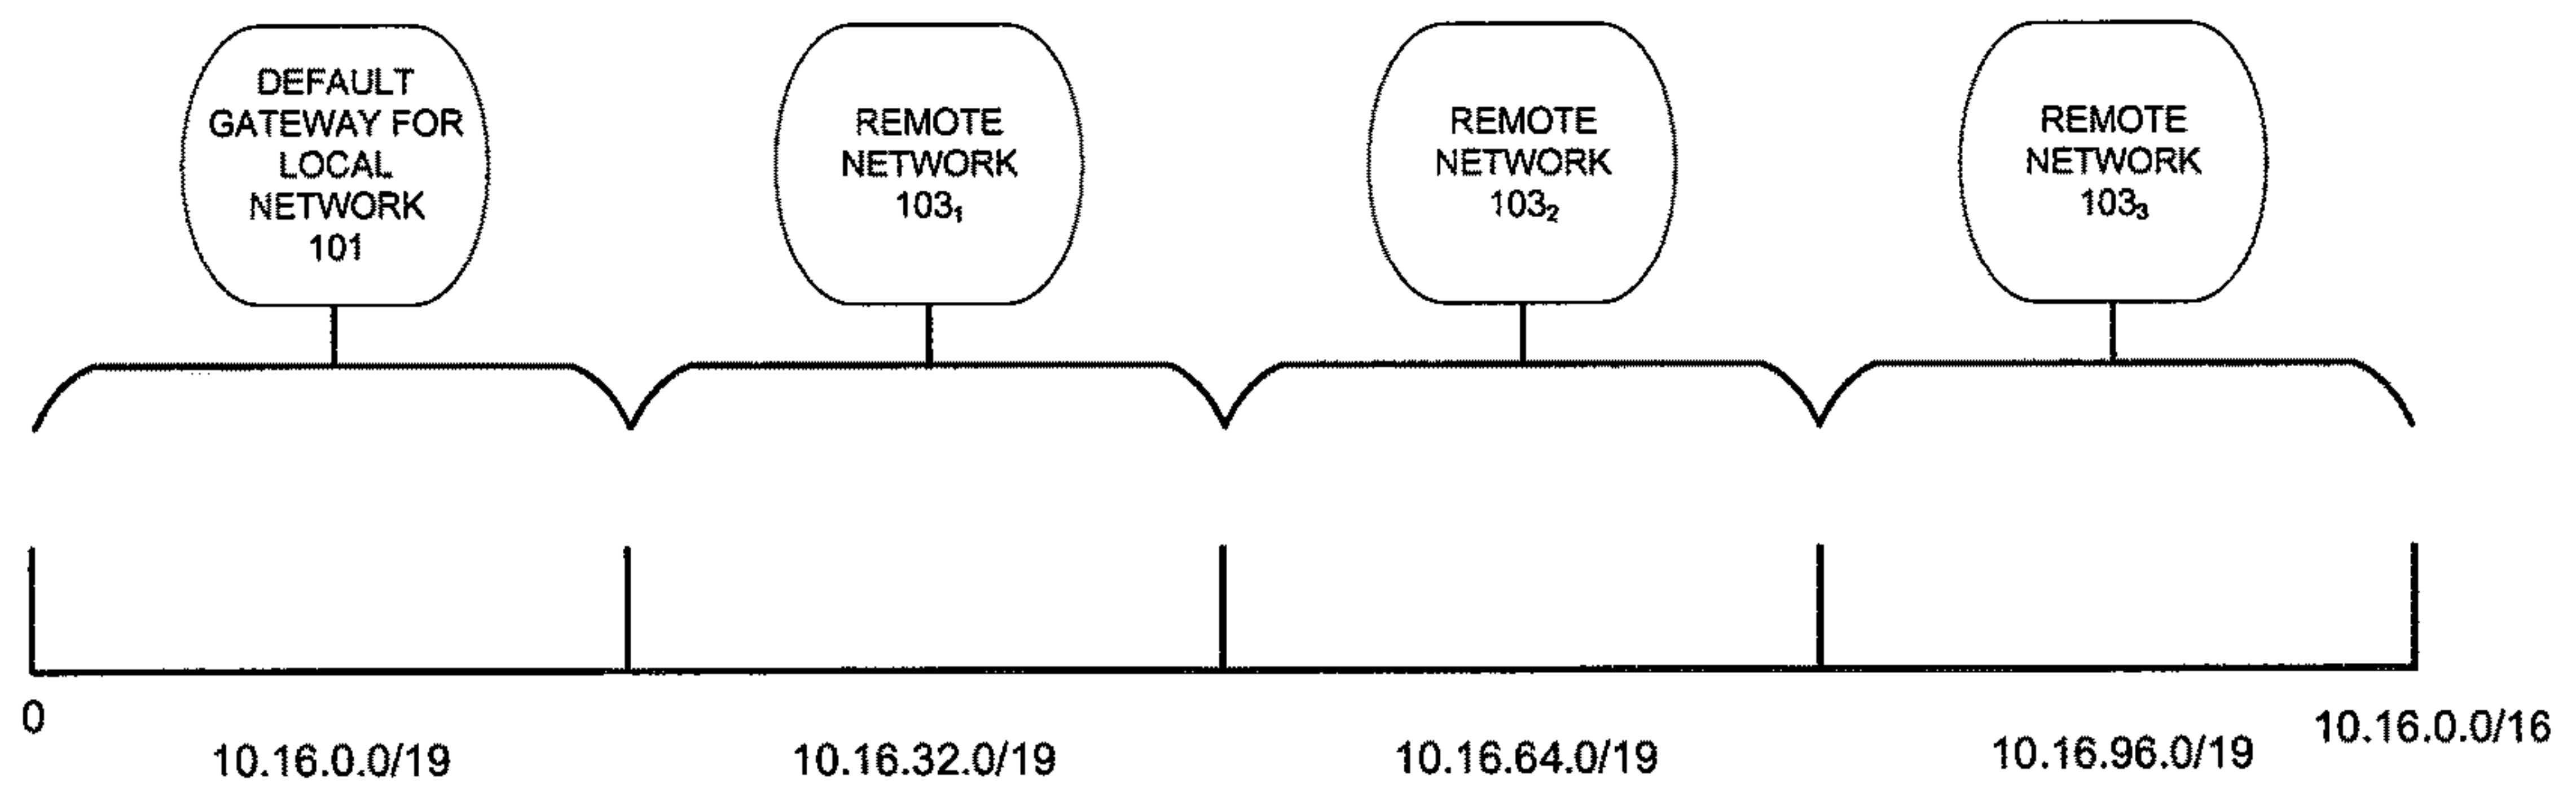 DEFAULT
GATEWAY FOR
LOCAL
NETWORK
101
REMOTE
NETWORK
103₁
REMOTE
NETWORK
103₂
REMOTE
NETWORK
103₃
0
10.16.0.0/19
10.16.32.0/19
10.16.64.0/19
10.16.96.0/19
10.16.0.0/16